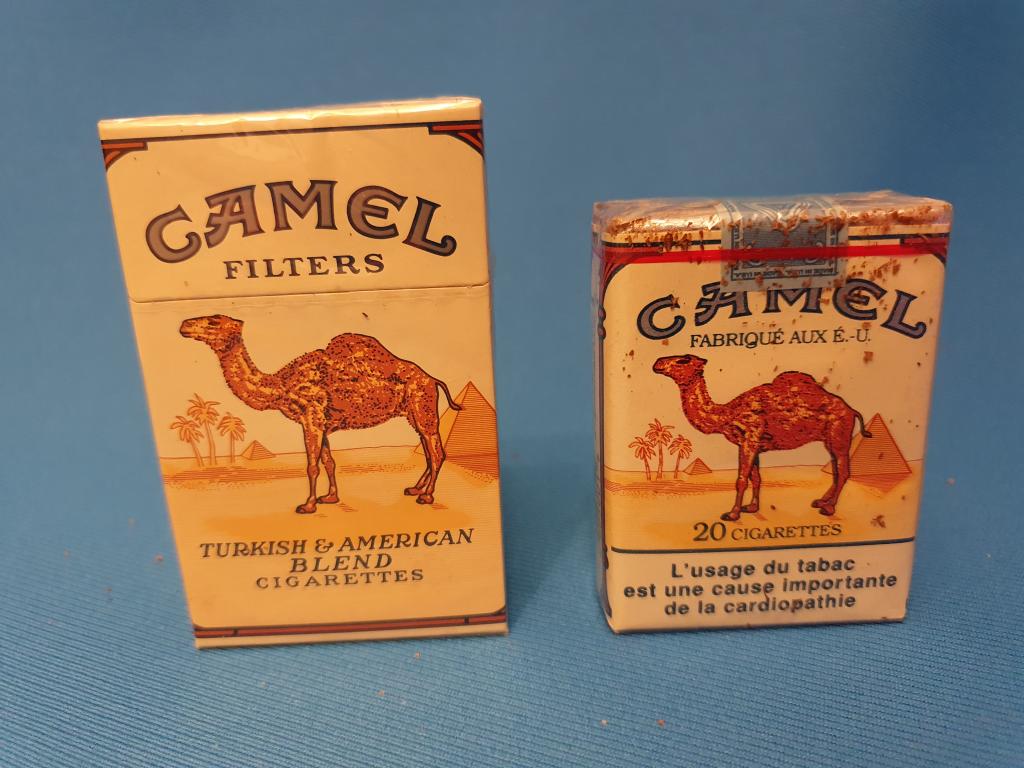 CAMEL
FILTERS
TURKISH & AMERICAN
BLEND
CIGARETTES
CAMEL
FABRIQUÉ AUX É.-U.
20 CIGARETTES
L'usage du tabac
est une cause importante
de la cardiopathie